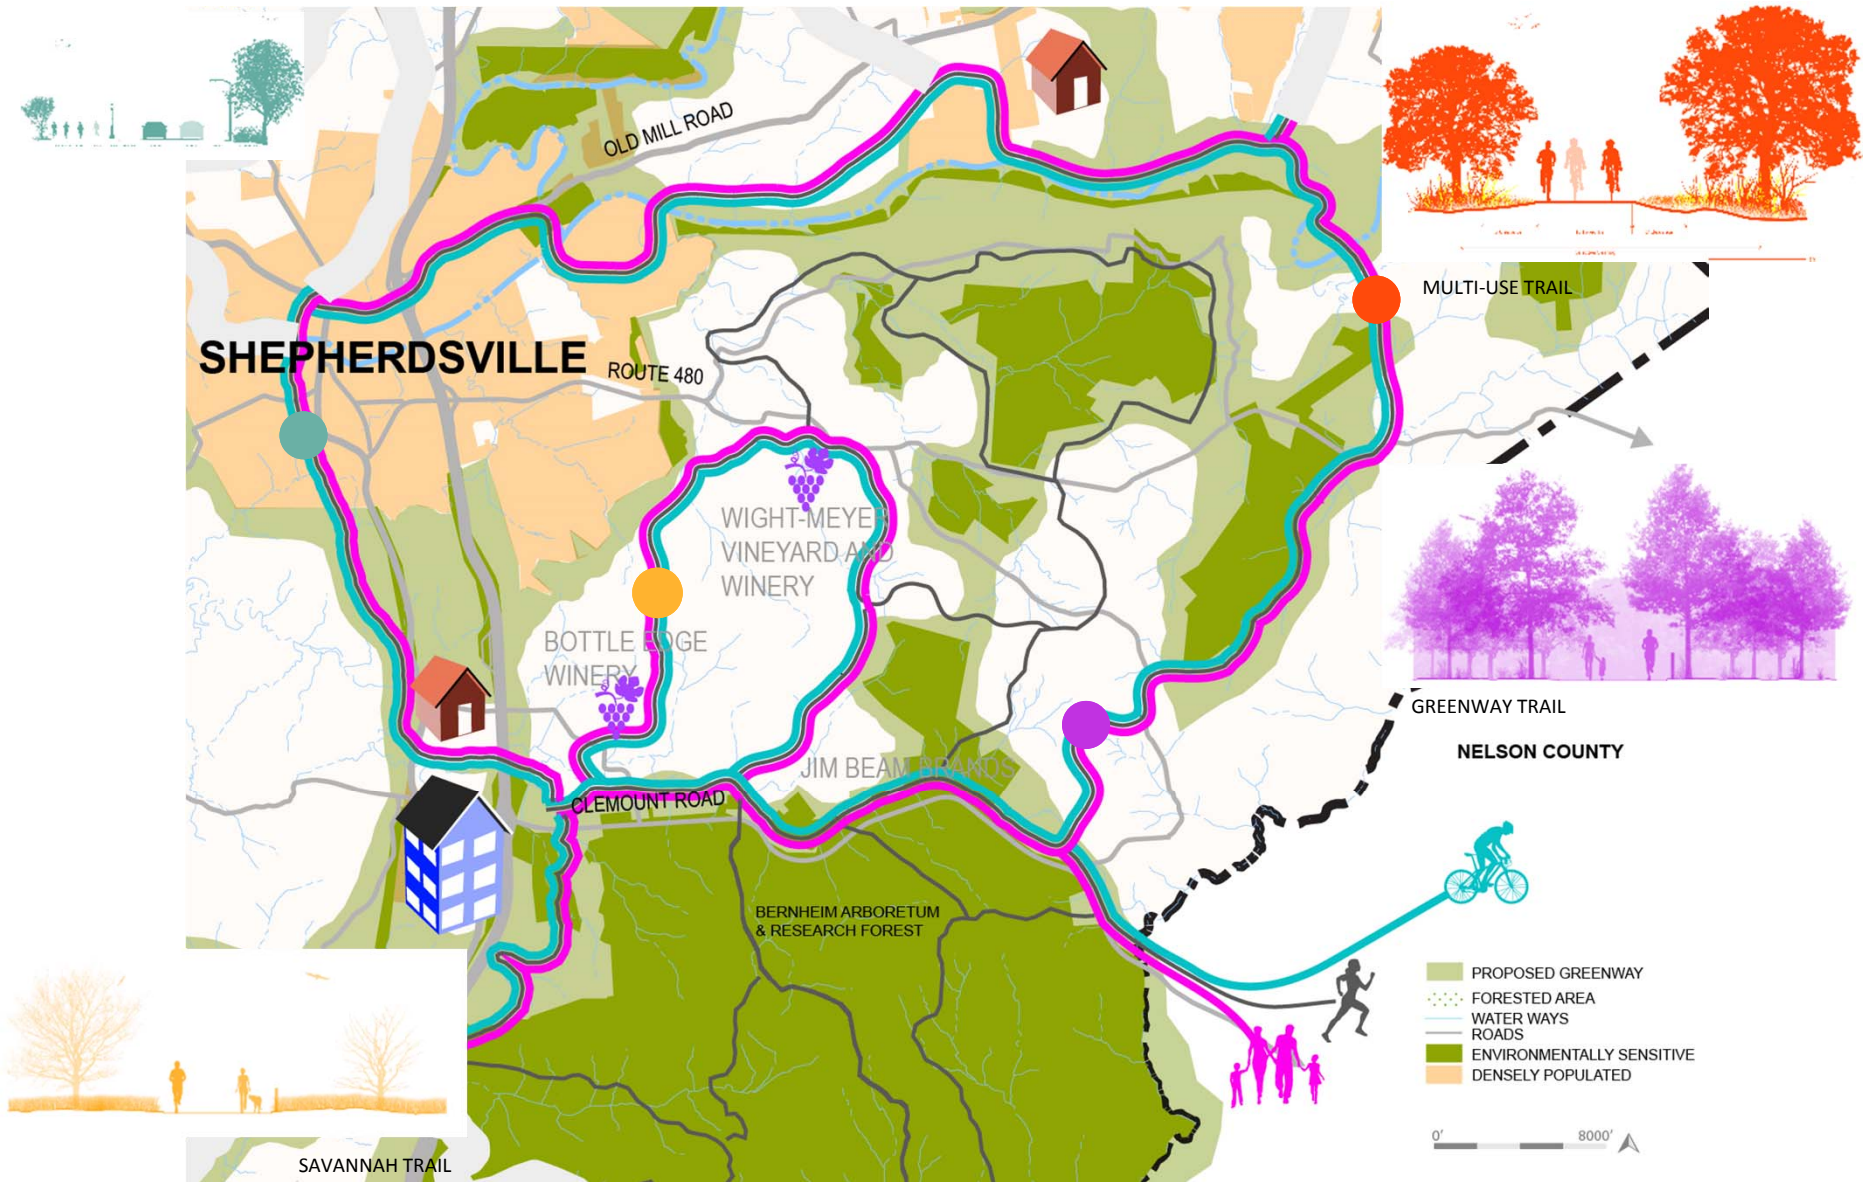 OLD MILL ROAD
MULTI-USE TRAIL
SHEPHERDSVILLE
ROUTE 480
WIGHT-MEYER
VINEYARD AND
WINERY
BOTTLE EDGE
WINERY
GREENWAY TRAIL
NELSON COUNTY
JIM BEAM BRANDS
CLEMOUNT ROAD
BERNHEIM ARBORETUM
& RESEARCH FOREST
PROPOSED GREENWAY
FORESTED AREA
WATER WAYS
ROADS
ENVIRONMENTALLY SENSITIVE
DENSELY POPULATED
0' 8000'
SAVANNAH TRAIL